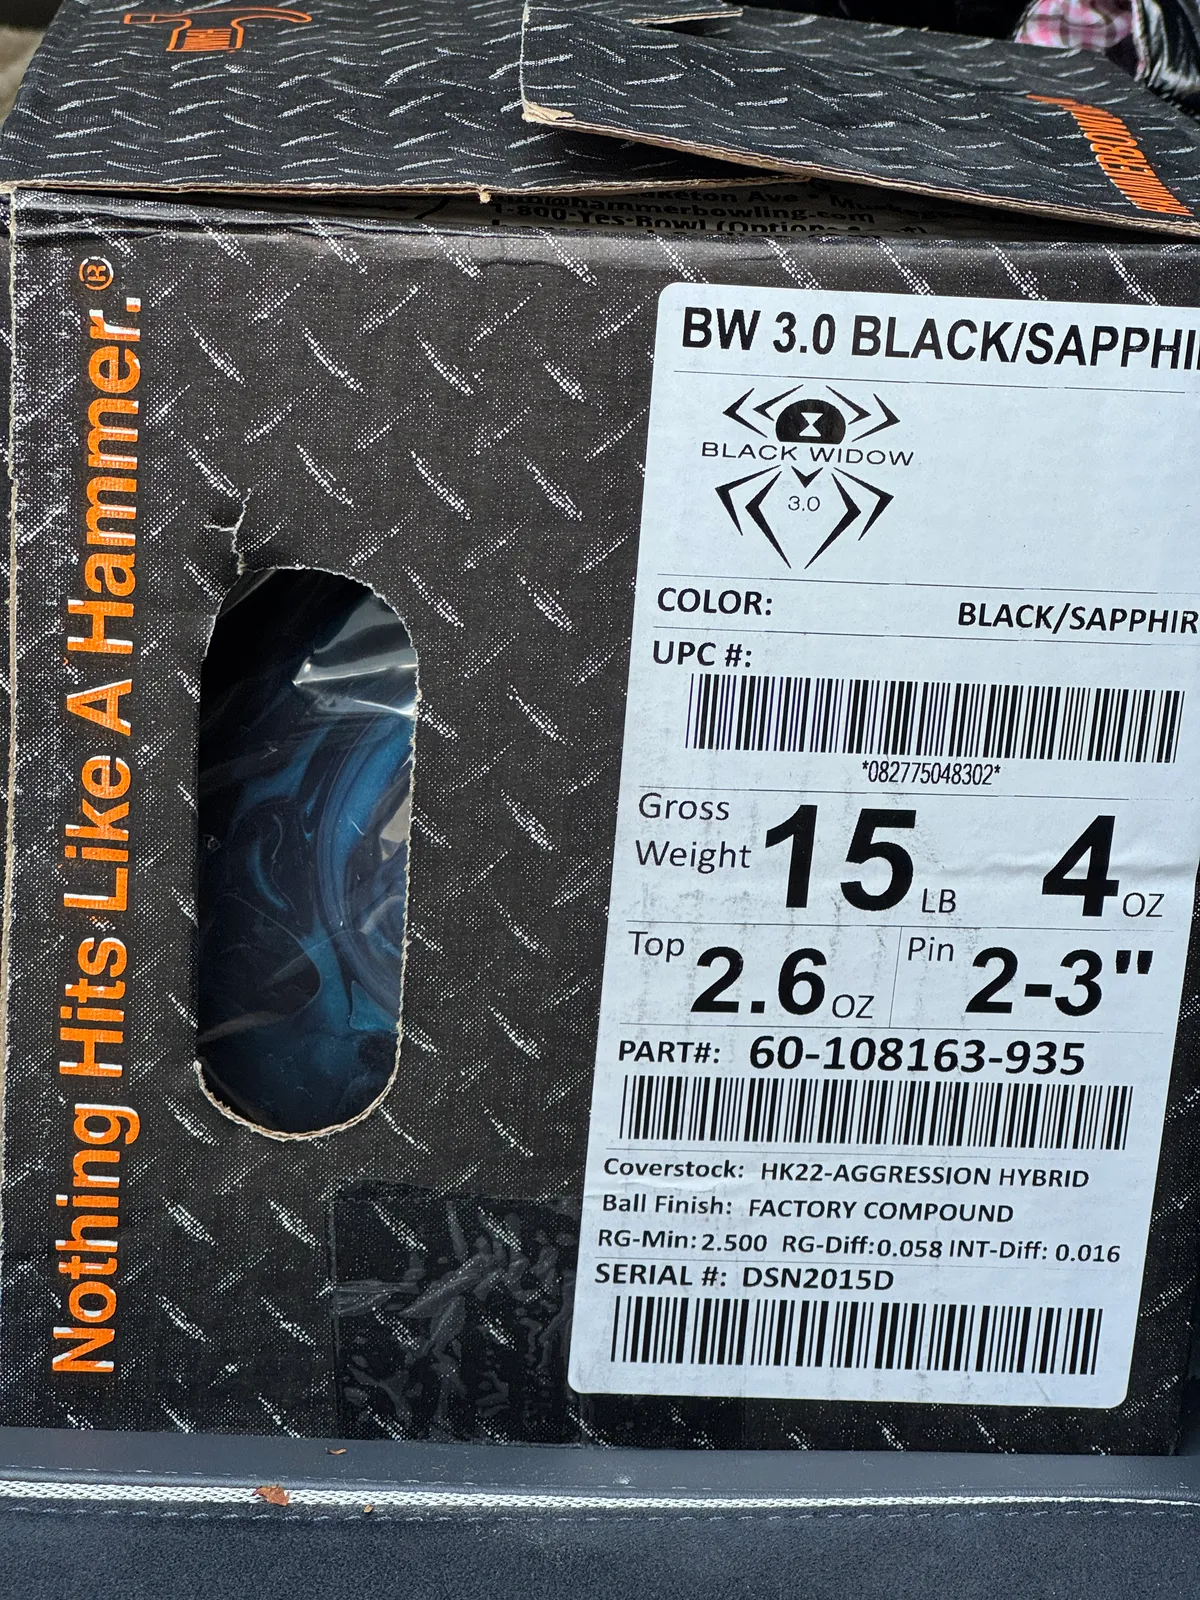 HAMMERBOWLING
1-800-Yes-Bowl (Option
Nothing Hits Like A Hammer.®
BW 3.0 BLACK/SAPPHI
BLACK WIDOW
3.0
COLOR: BLACK/SAPPHIR
UPC #:
*082775048302*
Gross Weight 15 LB 4 OZ
Top 2.6 OZ Pin 2-3"
PART#: 60-108163-935
Coverstock: HK22-AGGRESSION HYBRID
Ball Finish: FACTORY COMPOUND
RG-Min: 2.500 RG-Diff: 0.058 INT-Diff: 0.016
SERIAL #: DSN2015D